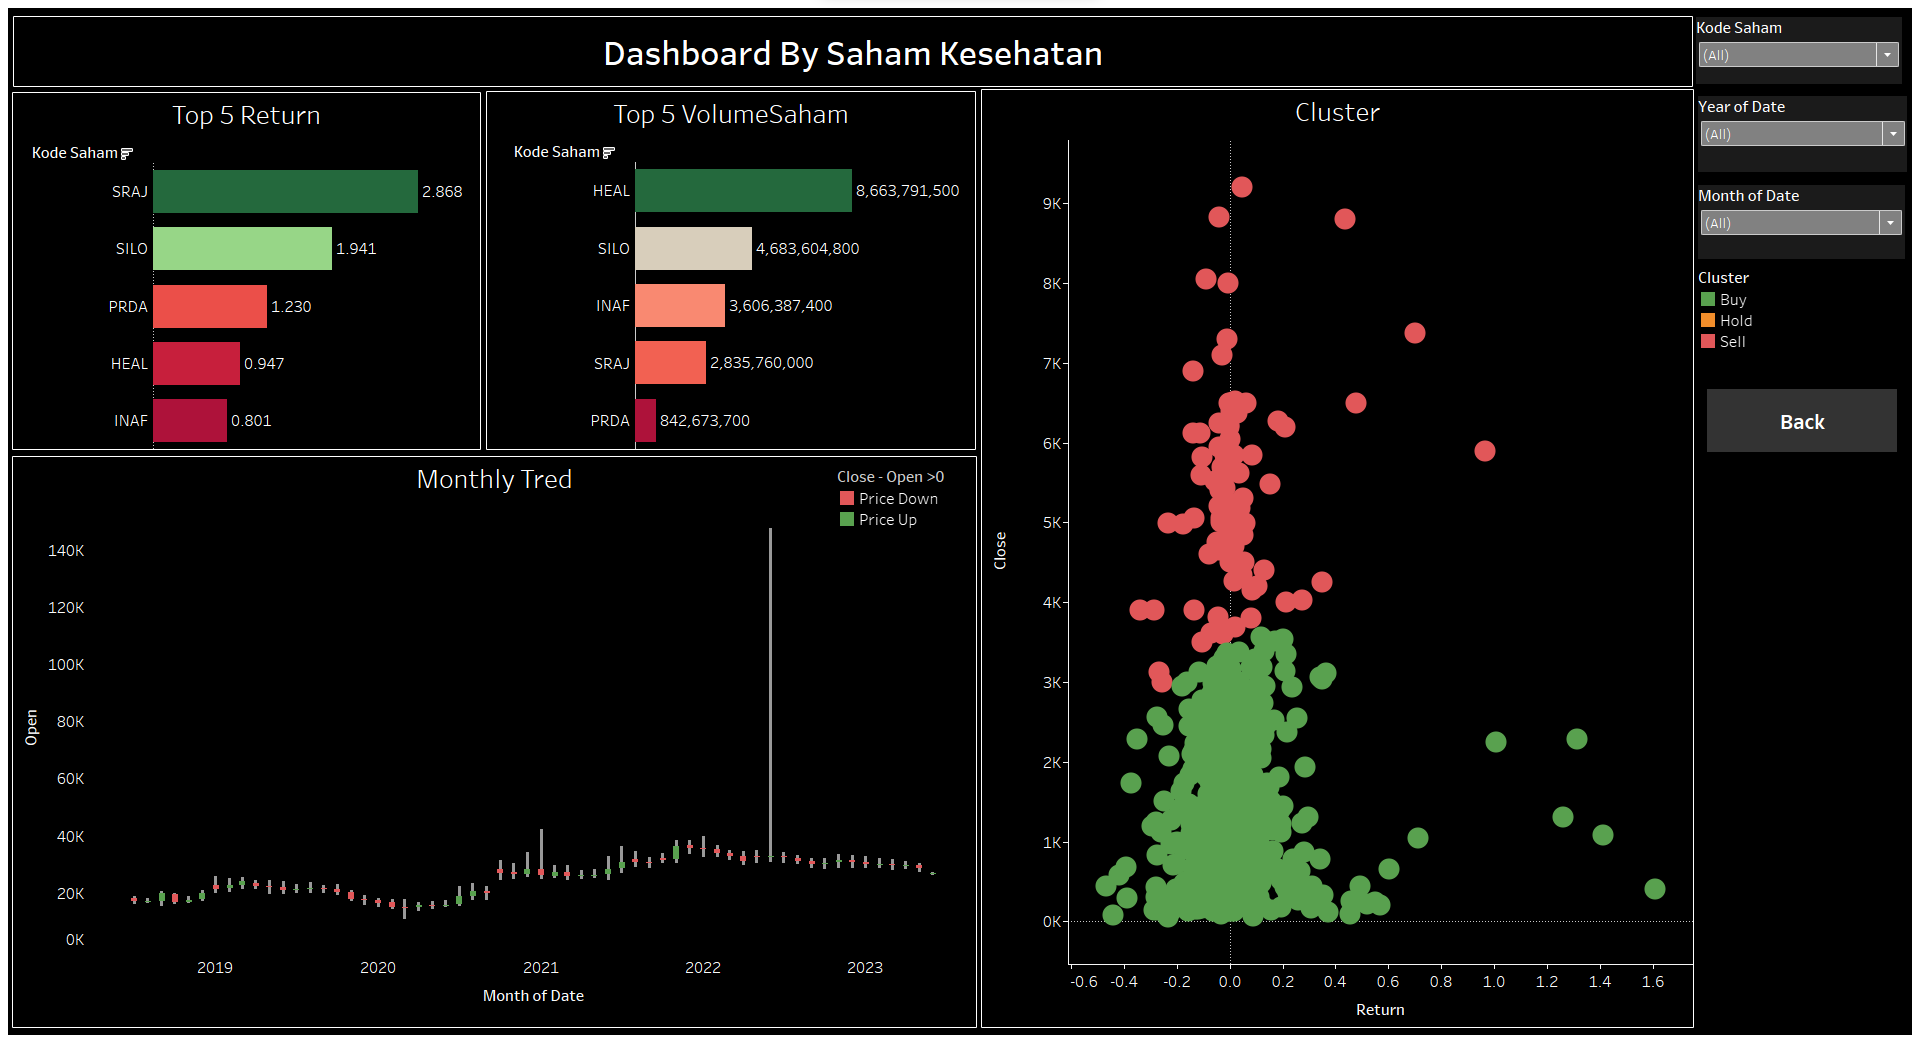 Dashboard By Saham Kesehatan
Kode Saham
(All)
Year of Date
(All)
Month of Date
(All)
Cluster
Buy
Hold
Sell
Back
Top 5 Return
Kode Saham
SRAJ 2.868
SILO 1.941
PRDA 1.230
HEAL 0.947
INAF 0.801
Top 5 VolumeSaham
Kode Saham
HEAL 8,663,791,500
SILO 4,683,604,800
INAF 3,606,387,400
SRAJ 2,835,760,000
PRDA 842,673,700
Monthly Tred
Close - Open >0
Price Down
Price Up
Open
140K
120K
100K
80K
60K
40K
20K
0K
2019 2020 2021 2022 2023
Month of Date
Cluster
Close
9K
8K
7K
6K
5K
4K
3K
2K
1K
0K
-0.6 -0.4 -0.2 0.0 0.2 0.4 0.6 0.8 1.0 1.2 1.4 1.6
Return